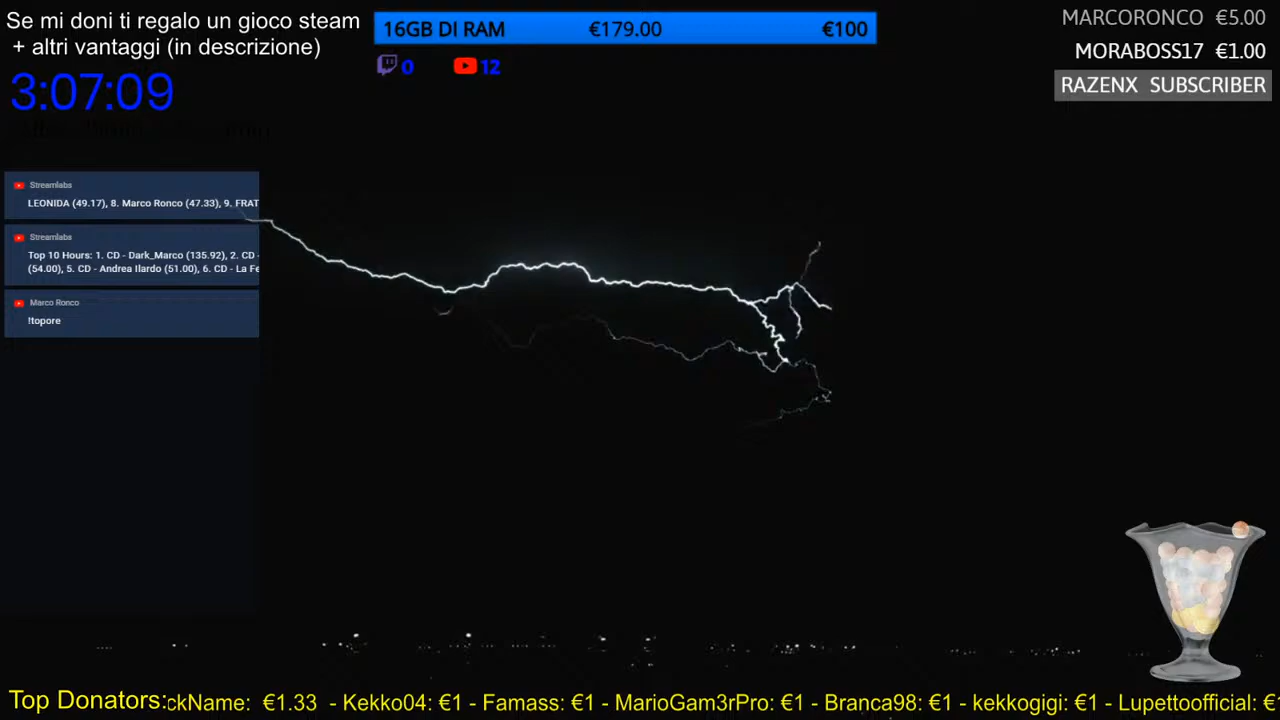 Se mi doni ti regalo un gioco steam
+ altri vantaggi (in descrizione)
3:07:09
16GB DI RAM €179.00 €100
0 12
MARCORONCO €5.00
MORABOSS17 €1.00
RAZENX SUBSCRIBER
Streamlabs
LEONIDA (49.17), 8. Marco Ronco (47.33), 9. FRAT
Streamlabs
Top 10 Hours: 1. CD - Dark_Marco (135.92), 2. CD -
(54.00), 5. CD - Andrea Ilardo (51.00), 6. CD - La Fe
Marco Ronco
!topore
Top Donators:ckName: €1.33 - Kekko04: €1 - Famass: €1 - MarioGam3rPro: €1 - Branca98: €1 - kekkogigi: €1 - Lupettoofficial: €